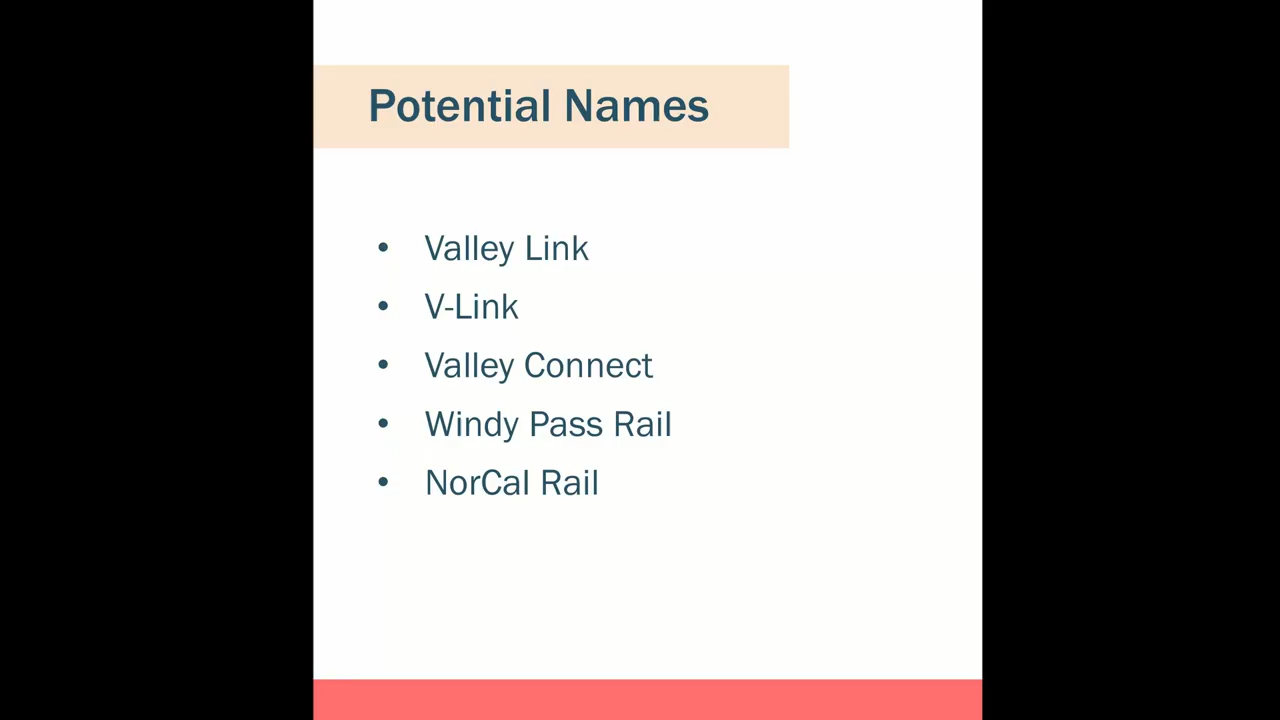 Potential Names
• Valley Link
• V-Link
• Valley Connect
• Windy Pass Rail
• NorCal Rail